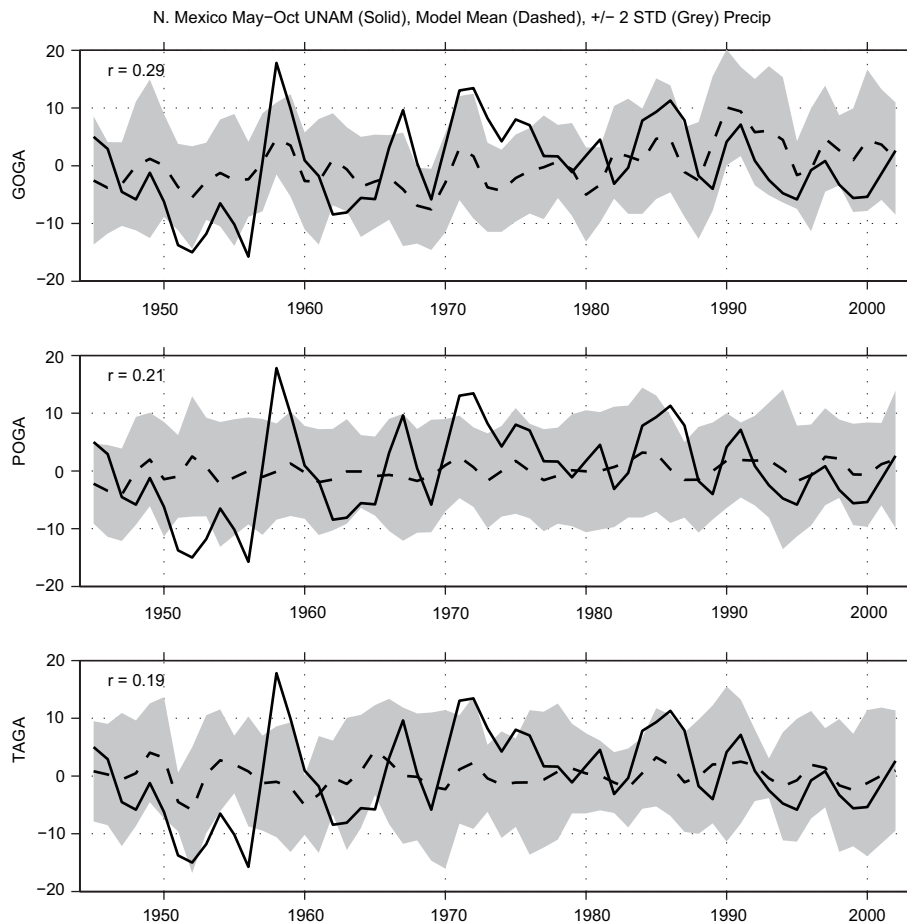 N. Mexico May−Oct UNAM (Solid), Model Mean (Dashed), +/− 2 STD (Grey) Precip
20
10
0
−10
−20
GOGA
r = 0.29
1950 1960 1970 1980 1990 2000
20
10
0
−10
−20
POGA
r = 0.21
1950 1960 1970 1980 1990 2000
20
10
0
−10
−20
TAGA
r = 0.19
1950 1960 1970 1980 1990 2000